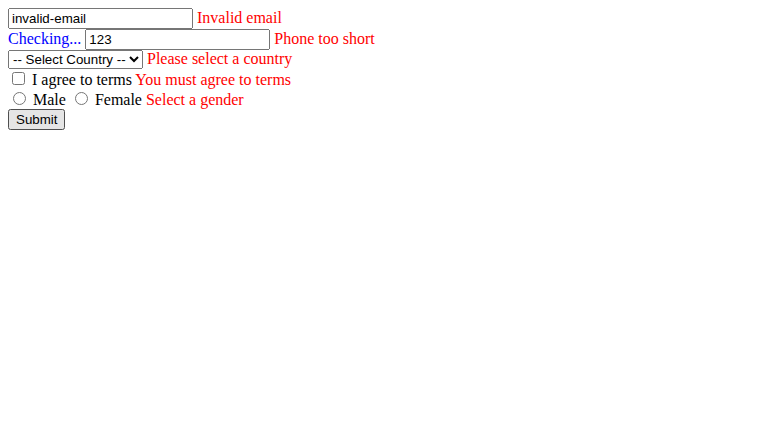 invalid-email Invalid email
Checking... 123 Phone too short
-- Select Country -- Please select a country
I agree to terms You must agree to terms
Male Female Select a gender
Submit